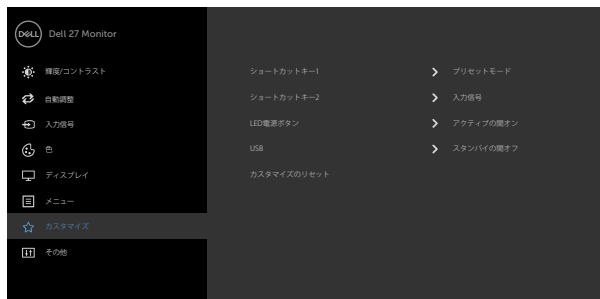 DELL
Dell 27 Monitor
輝度/コントラスト
自動調整
入力信号
色
ディスプレイ
メニュー
カスタマイズ
その他
ショートカットキー1 プリセットモード
ショートカットキー2 入力信号
LED電源ボタン アクティブの間オン
USB スタンバイの間オフ
カスタマイズのリセット